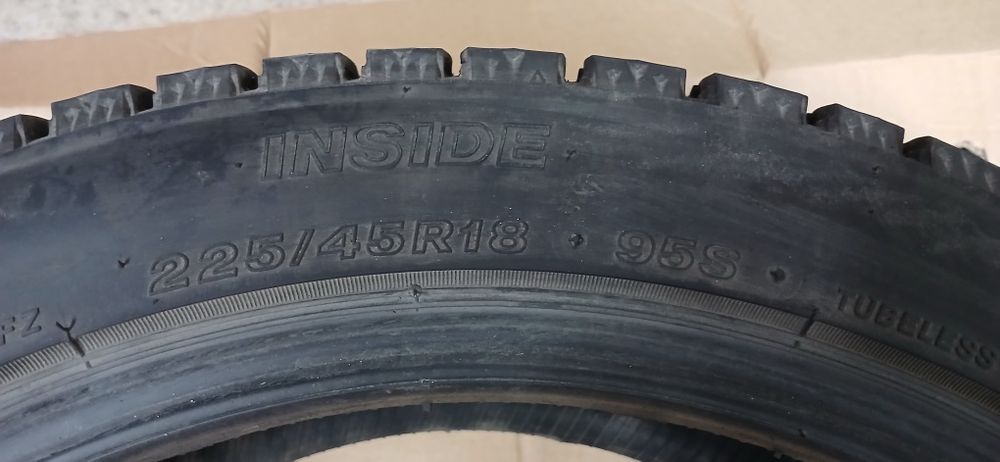 INSIDE
225/45R18 · 95S ·
TUBELESS